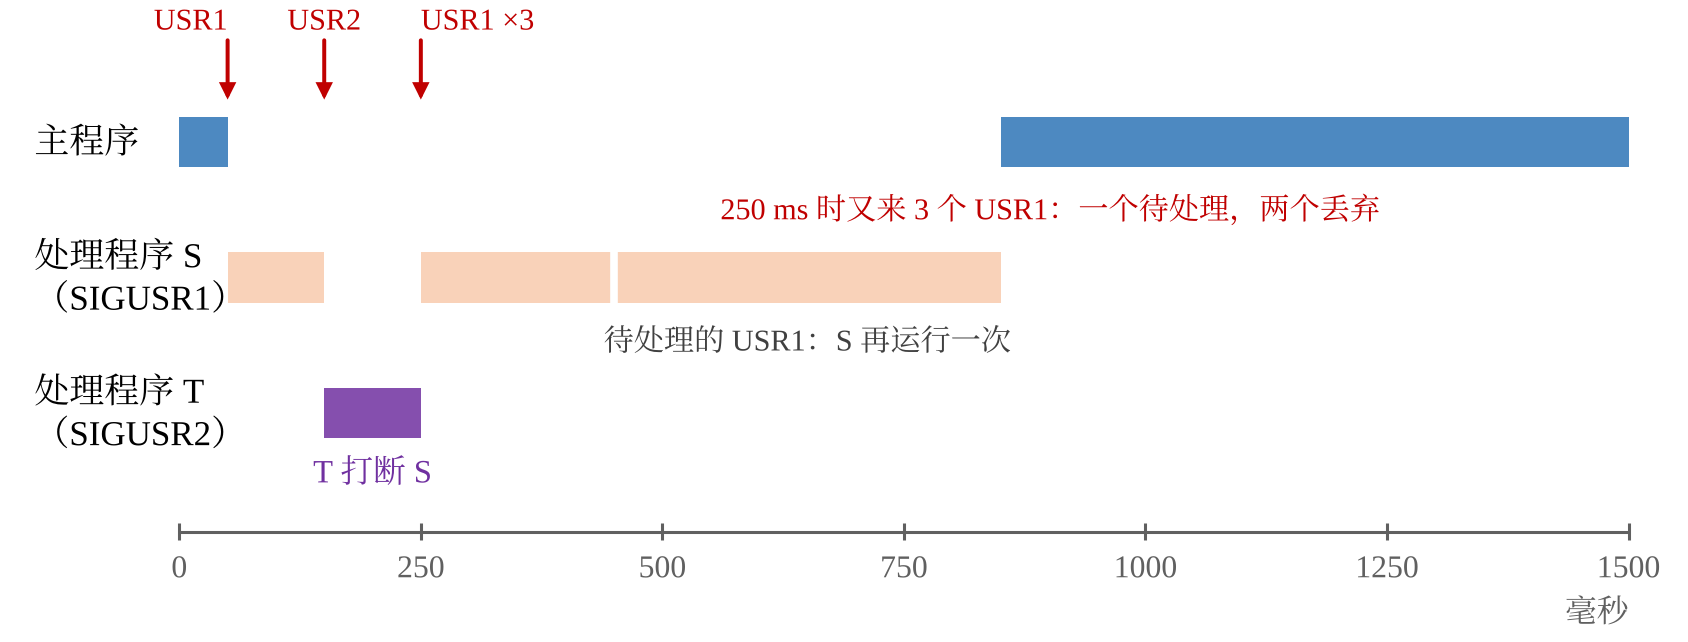 USR1
USR2
USR1 ×3
主程序
250 ms 时又来 3 个 USR1：一个待处理，两个丢弃
处理程序 S
（SIGUSR1）
待处理的 USR1：S 再运行一次
处理程序 T
（SIGUSR2）
T 打断 S
0
250
500
750
1000
1250
1500
毫秒